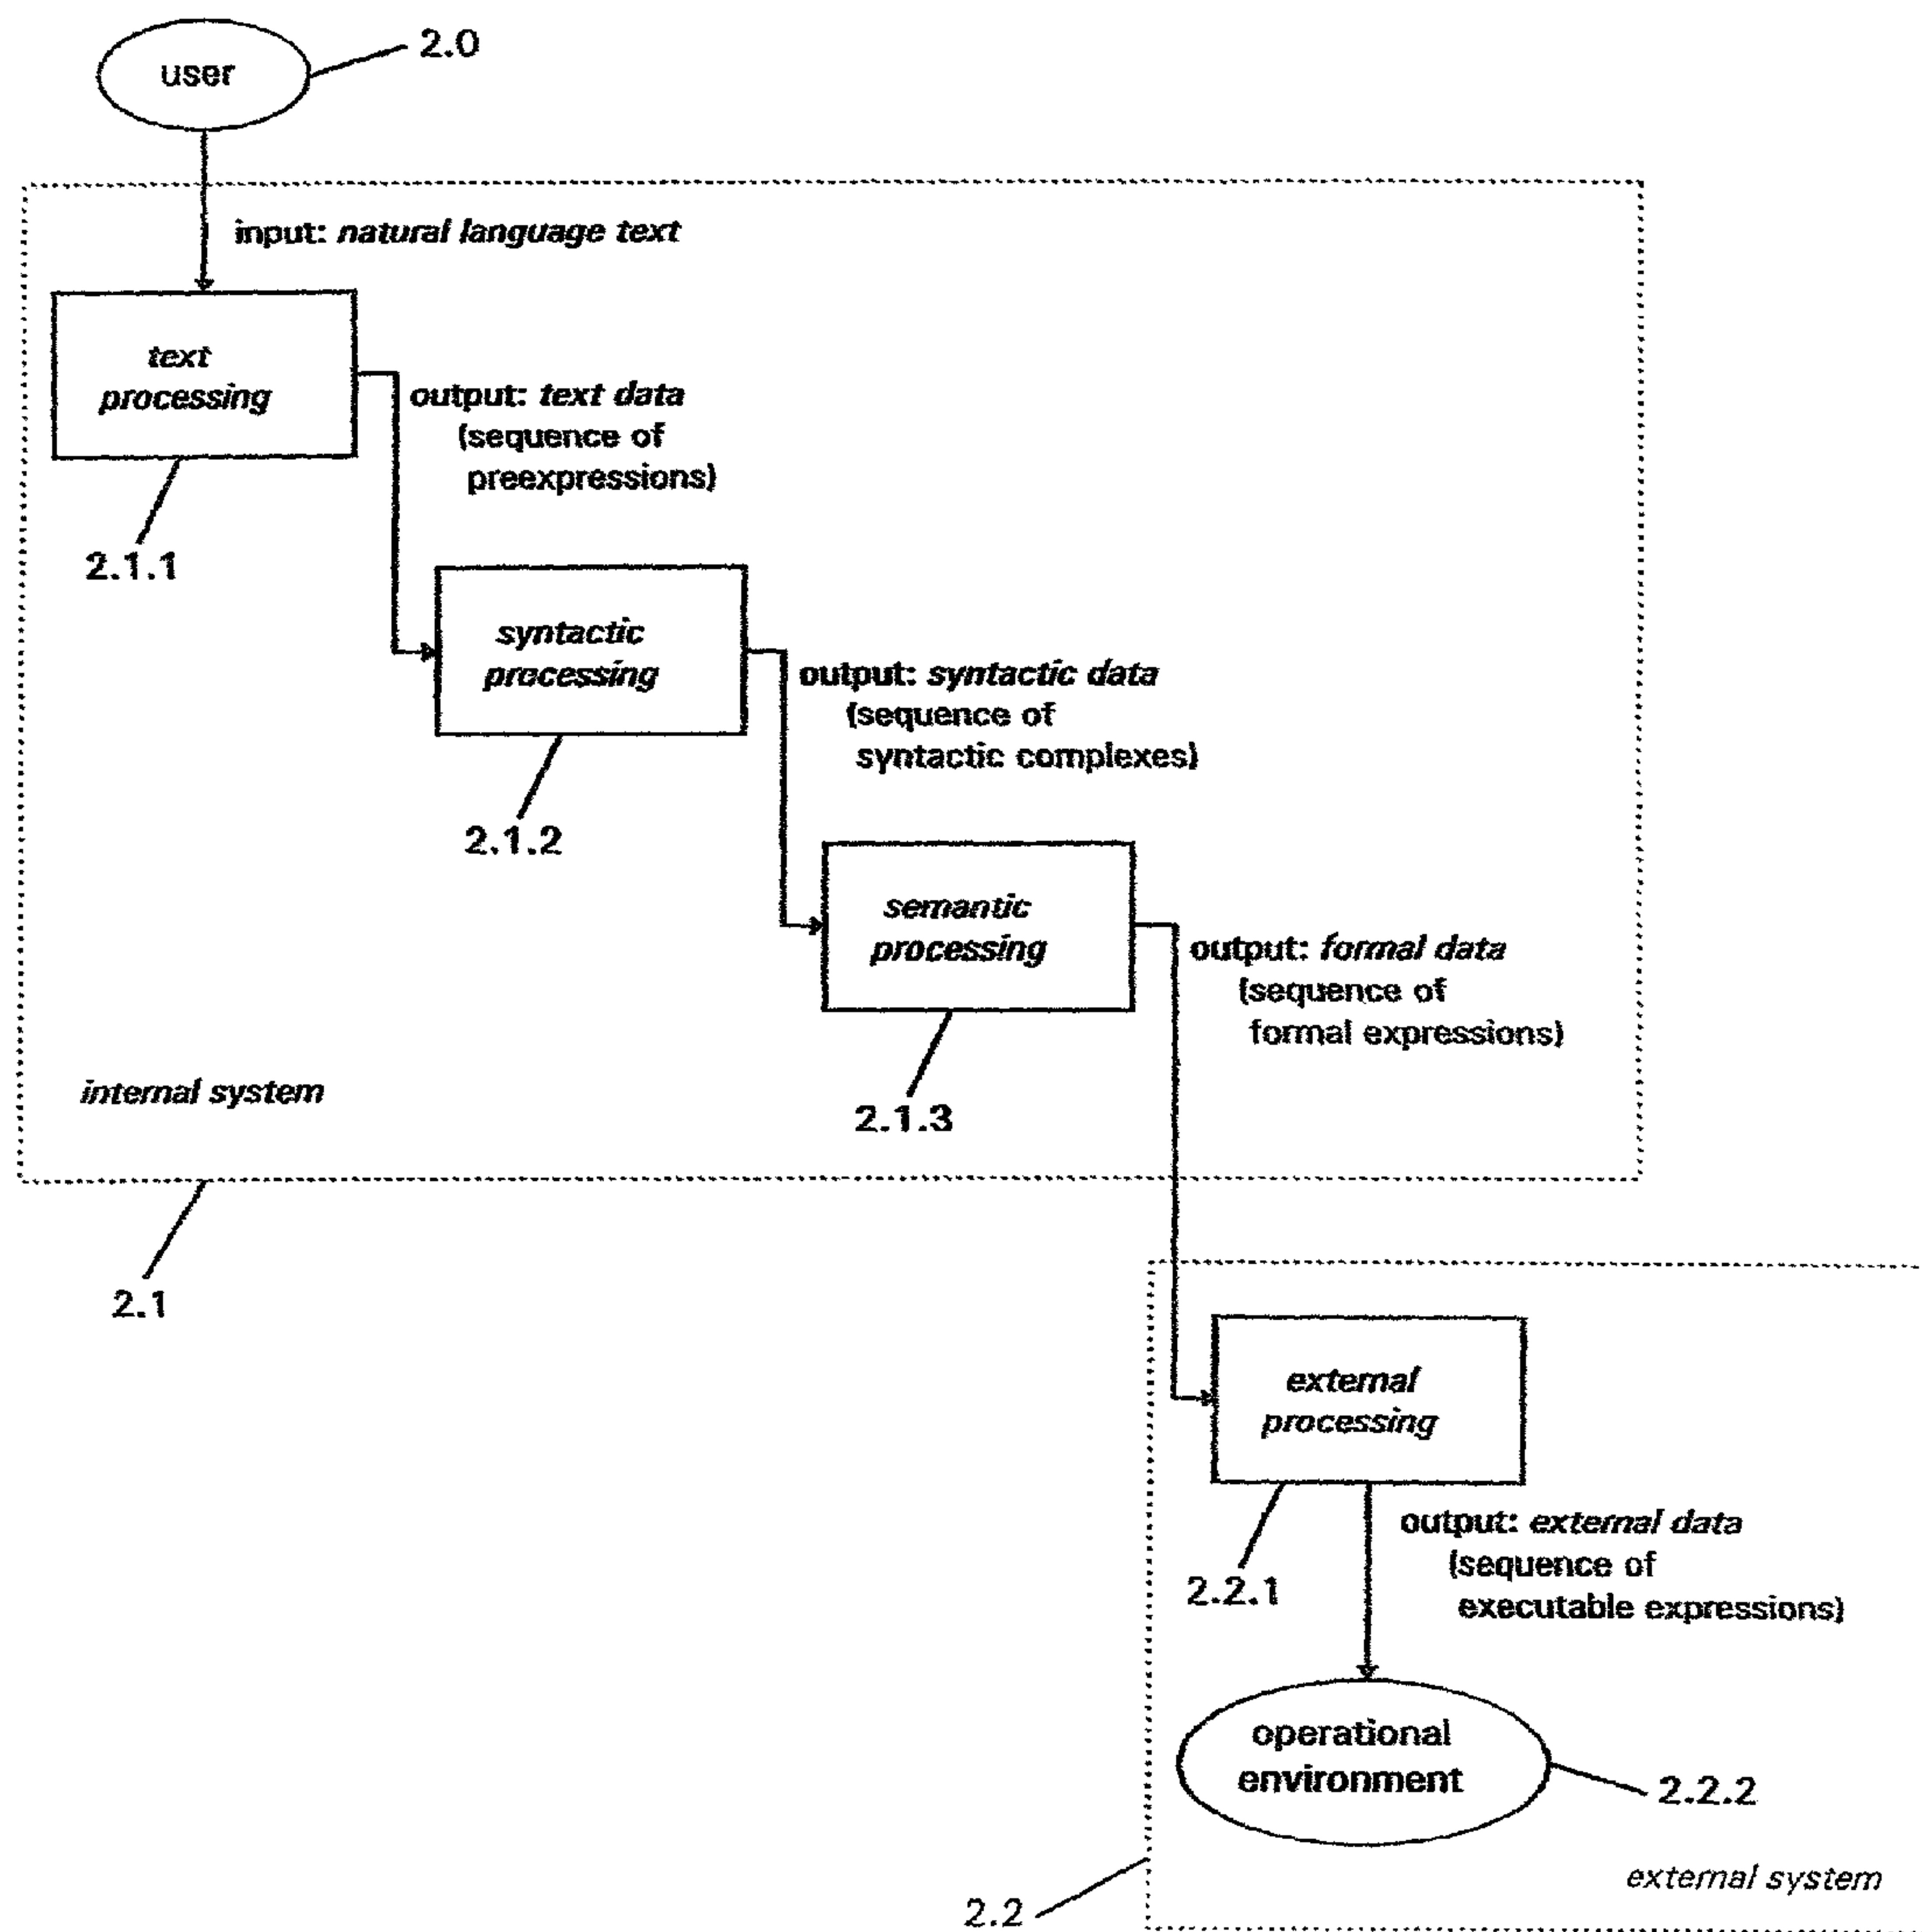 user
2.0
input: natural language text
text
processing
output: text data
(sequence of
preexpressions)
2.1.1
syntactic
processing
output: syntactic data
(sequence of
syntactic complexes)
2.1.2
semantic
processing
output: formal data
(sequence of
formal expressions)
internal system
2.1.3
2.1
external
processing
output: external data
(sequence of
executable expressions)
2.2.1
operational
environment
2.2.2
external system
2.2